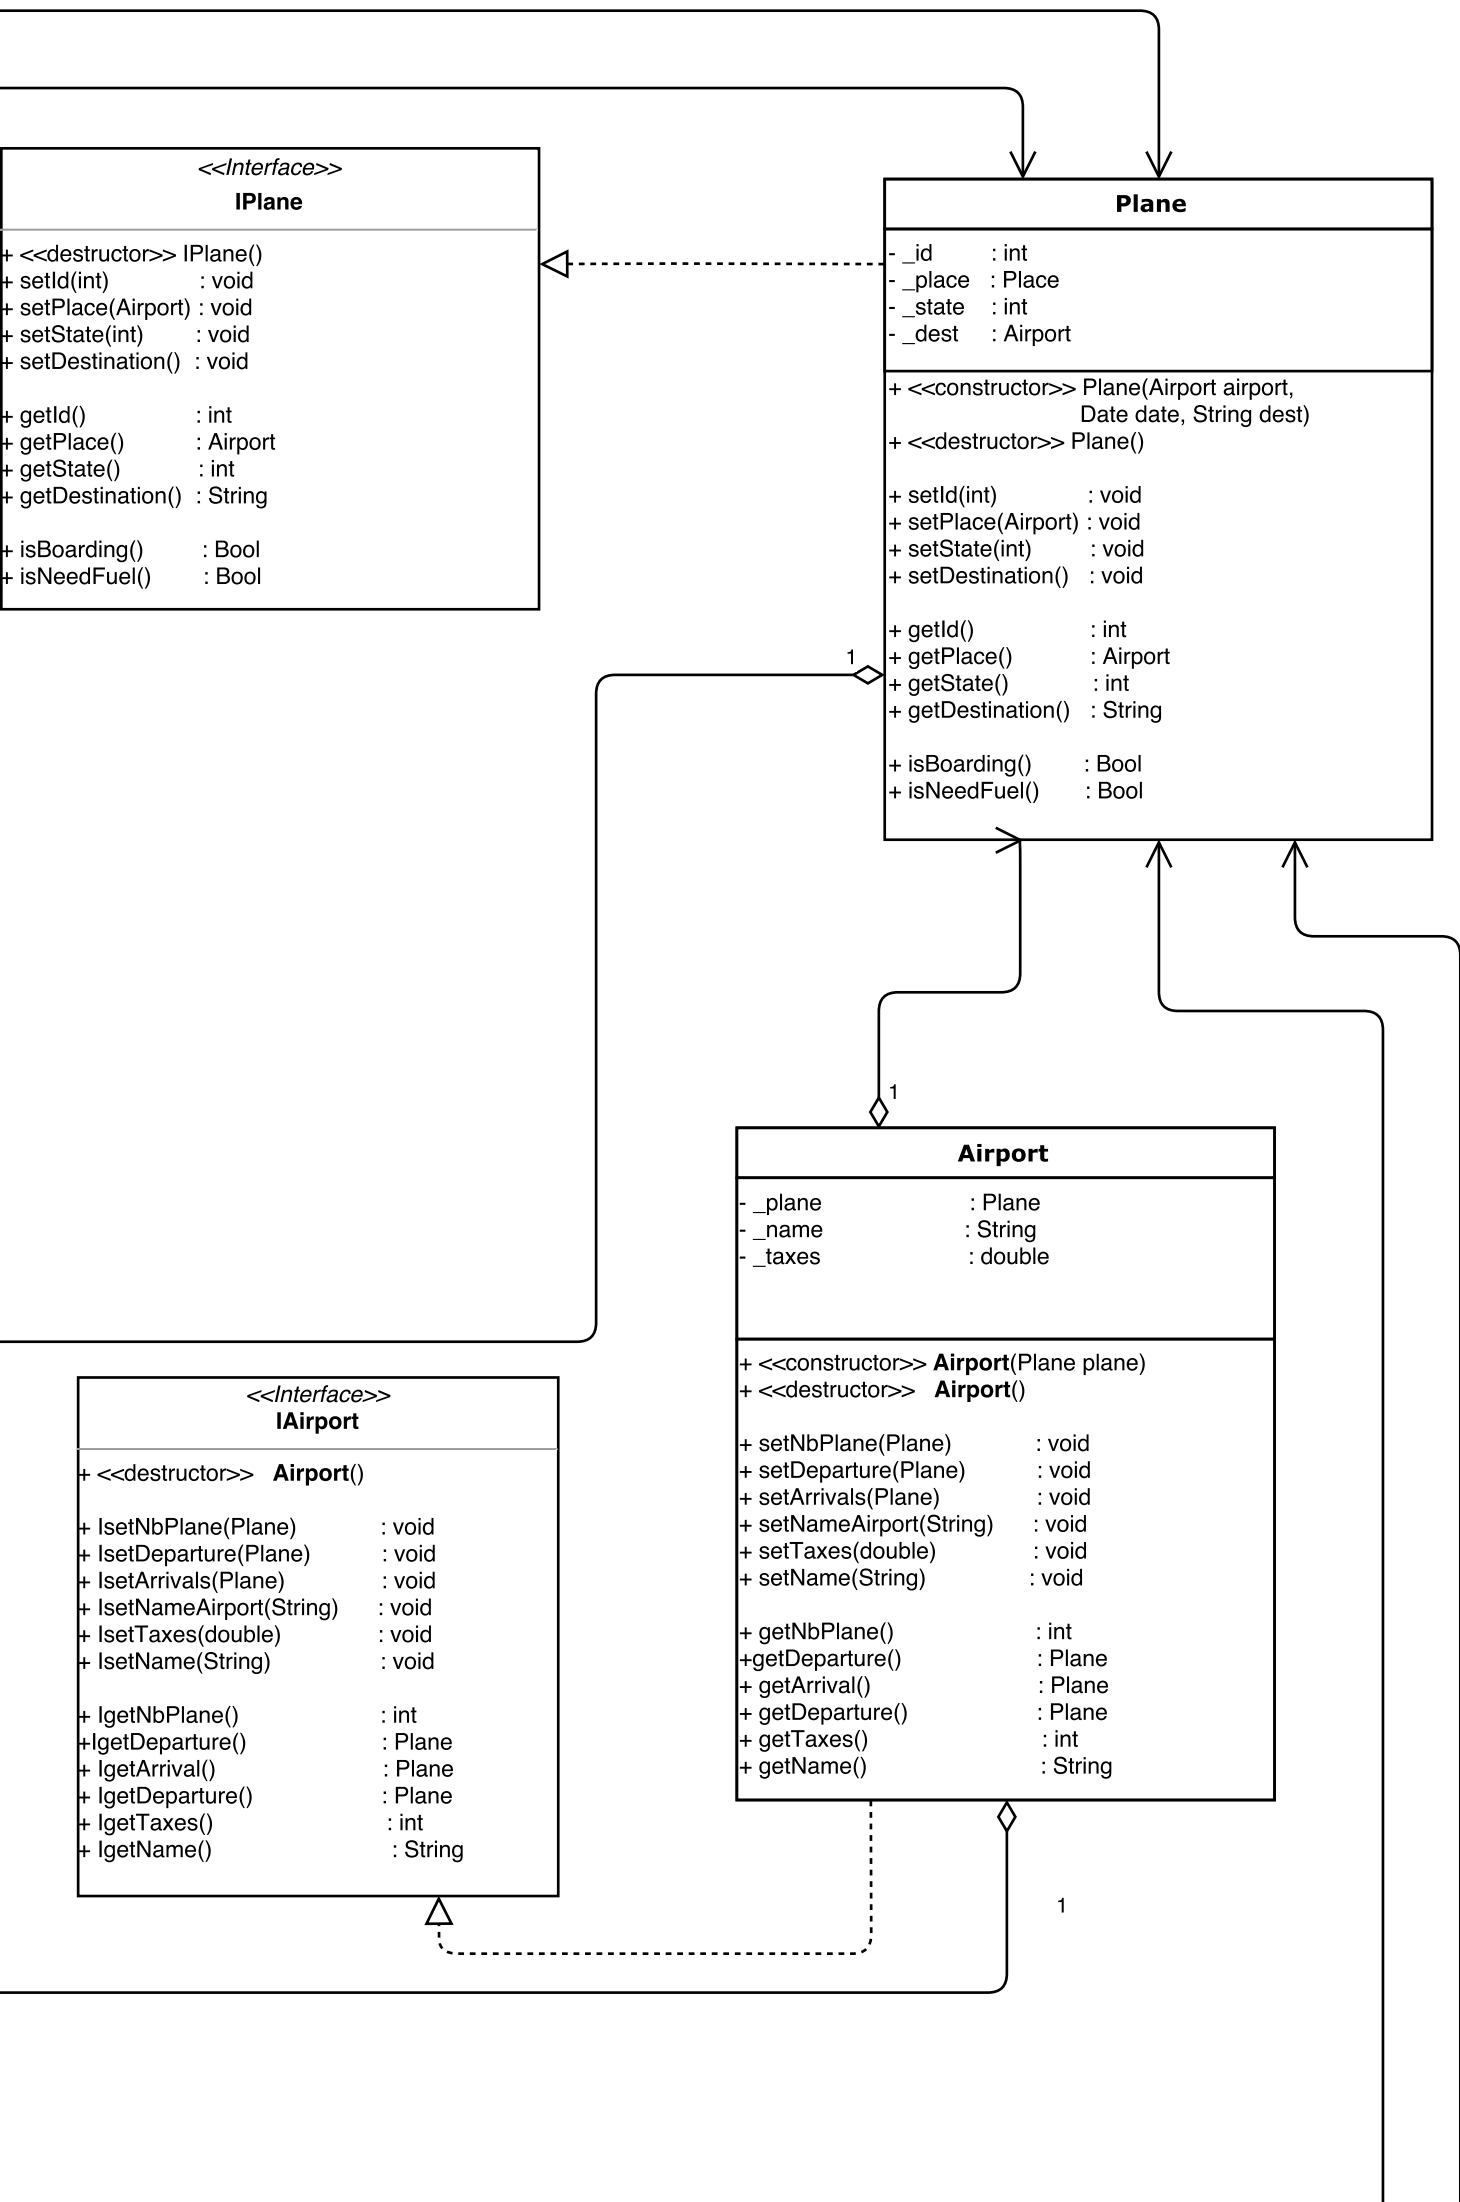 <<Interface>>
IPlane
+ <<destructor>> IPlane()
+ setId(int) : void
+ setPlace(Airport) : void
+ setState(int) : void
+ setDestination() : void
+ getId() : int
+ getPlace() : Airport
+ getState() : int
+ getDestination() : String
+ isBoarding() : Bool
+ isNeedFuel() : Bool
Plane
- _id : int
- _place : Place
- _state : int
- _dest : Airport
+ <<constructor>> Plane(Airport airport,
Date date, String dest)
+ <<destructor>> Plane()
+ setId(int) : void
+ setPlace(Airport) : void
+ setState(int) : void
+ setDestination() : void
+ getId() : int
+ getPlace() : Airport
+ getState() : int
+ getDestination() : String
+ isBoarding() : Bool
+ isNeedFuel() : Bool
1
1
Airport
- _plane : Plane
- _name : String
- _taxes : double
+ <<constructor>> Airport(Plane plane)
+ <<destructor>> Airport()
+ setNbPlane(Plane) : void
+ setDeparture(Plane) : void
+ setArrivals(Plane) : void
+ setNameAirport(String) : void
+ setTaxes(double) : void
+ setName(String) : void
+ getNbPlane() : int
+getDeparture() : Plane
+ getArrival() : Plane
+ getDeparture() : Plane
+ getTaxes() : int
+ getName() : String
<<Interface>>
IAirport
+ <<destructor>> Airport()
+ IsetNbPlane(Plane) : void
+ IsetDeparture(Plane) : void
+ IsetArrivals(Plane) : void
+ IsetNameAirport(String) : void
+ IsetTaxes(double) : void
+ IsetName(String) : void
+ IgetNbPlane() : int
+IgetDeparture() : Plane
+ IgetArrival() : Plane
+ IgetDeparture() : Plane
+ IgetTaxes() : int
+ IgetName() : String
1